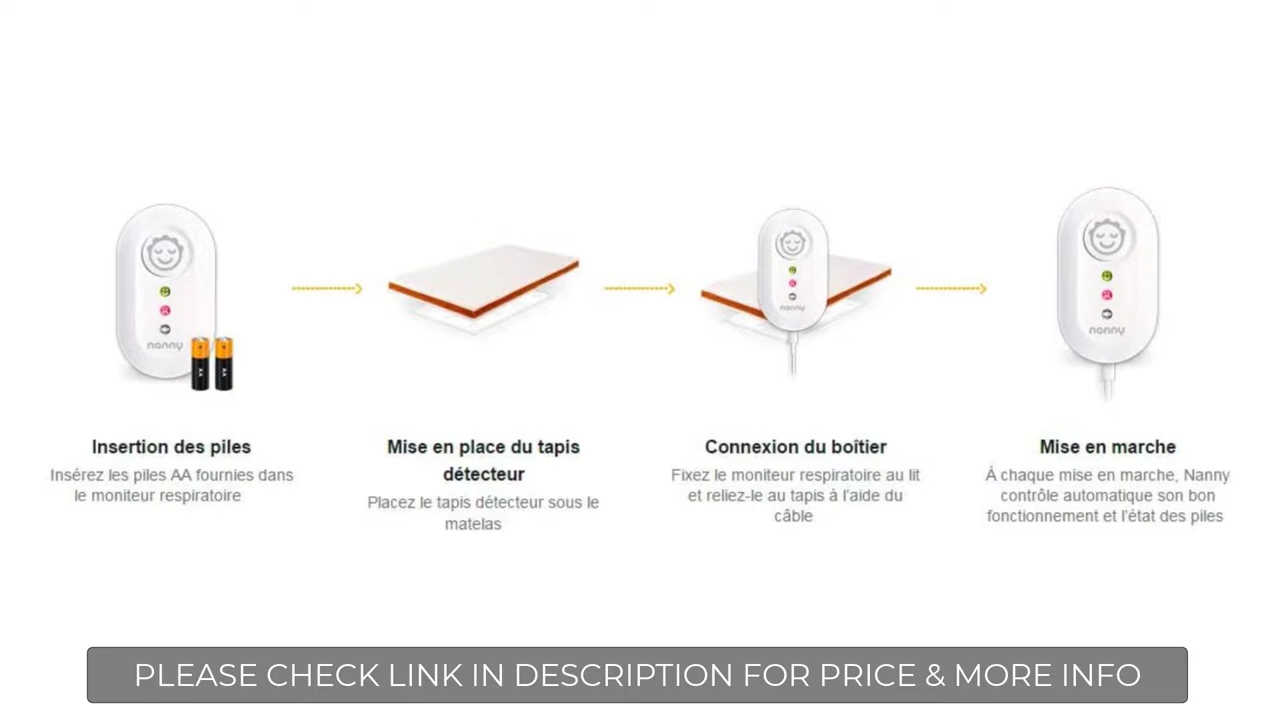 nanny
AA AA
nanny
nanny
Insertion des piles
Insérez les piles AA fournies dans
le moniteur respiratoire
Mise en place du tapis
détecteur
Placez le tapis détecteur sous le
matelas
Connexion du boîtier
Fixez le moniteur respiratoire au lit
et reliez-le au tapis à l'aide du
câble
Mise en marche
À chaque mise en marche, Nanny
contrôle automatique son bon
fonctionnement et l'état des piles
PLEASE CHECK LINK IN DESCRIPTION FOR PRICE & MORE INFO